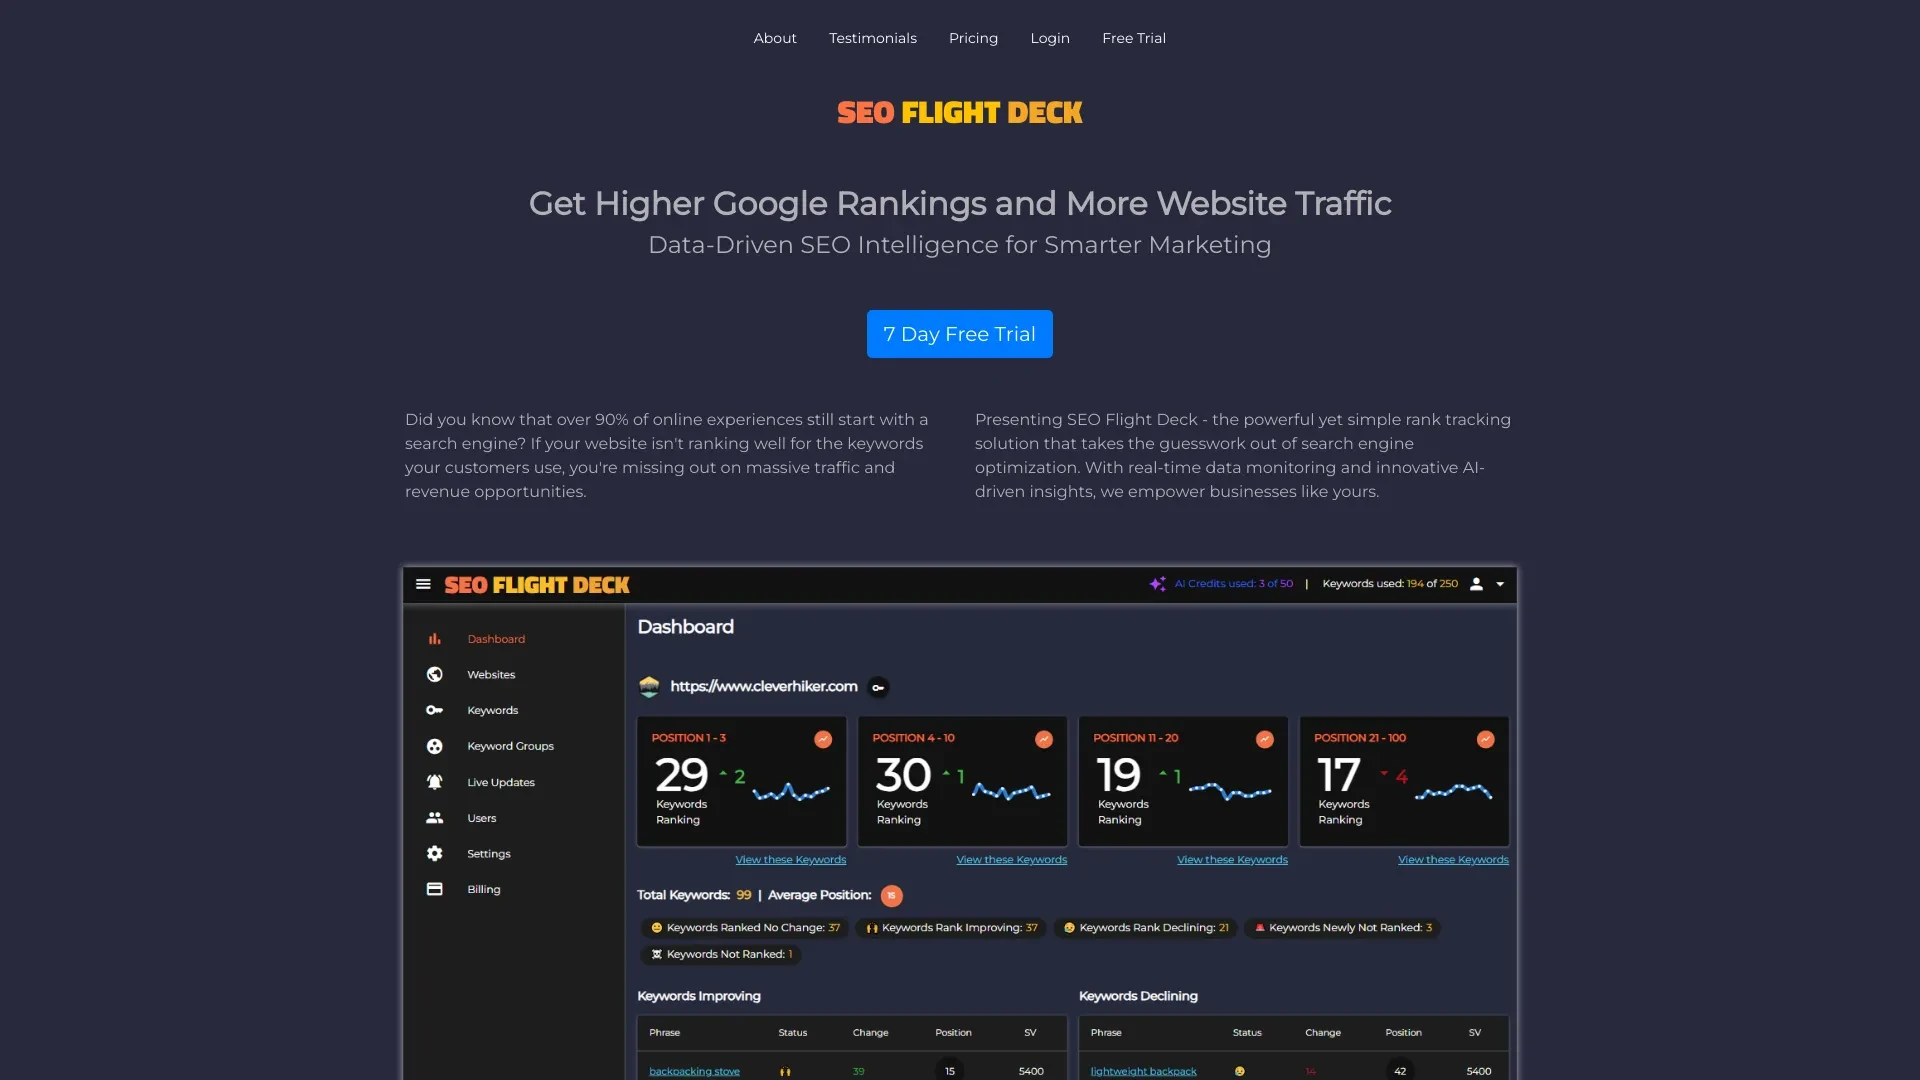 About Testimonials Pricing Login Free Trial
SEO FLIGHT DECK
Get Higher Google Rankings and More Website Traffic
Data-Driven SEO Intelligence for Smarter Marketing
7 Day Free Trial
Did you know that over 90% of online experiences still start with a
search engine? If your website isn't ranking well for the keywords
your customers use, you're missing out on massive traffic and
revenue opportunities.
Presenting SEO Flight Deck - the powerful yet simple rank tracking
solution that takes the guesswork out of search engine
optimization. With real-time data monitoring and innovative AI-
driven insights, we empower businesses like yours.
SEO FLIGHT DECK
AI Credits used: 3 of 50 | Keywords used: 194 of 250
Dashboard
Websites
Keywords
Keyword Groups
Live Updates
Users
Settings
Billing
Dashboard
https://www.cleverhiker.com
POSITION 1 - 3
29 2
Keywords
Ranking
View these Keywords
POSITION 4 - 10
30 1
Keywords
Ranking
View these Keywords
POSITION 11 - 20
19 1
Keywords
Ranking
View these Keywords
POSITION 21 - 100
17 4
Keywords
Ranking
View these Keywords
Total Keywords: 99 | Average Position: 15
Keywords Ranked No Change: 37 Keywords Rank Improving: 37 Keywords Rank Declining: 21 Keywords Newly Not Ranked: 3
Keywords Not Ranked: 1
Keywords Improving
Phrase Status Change Position SV
backpacking stove 39 15 5400
Keywords Declining
Phrase Status Change Position SV
lightweight backpack 14 42 5400